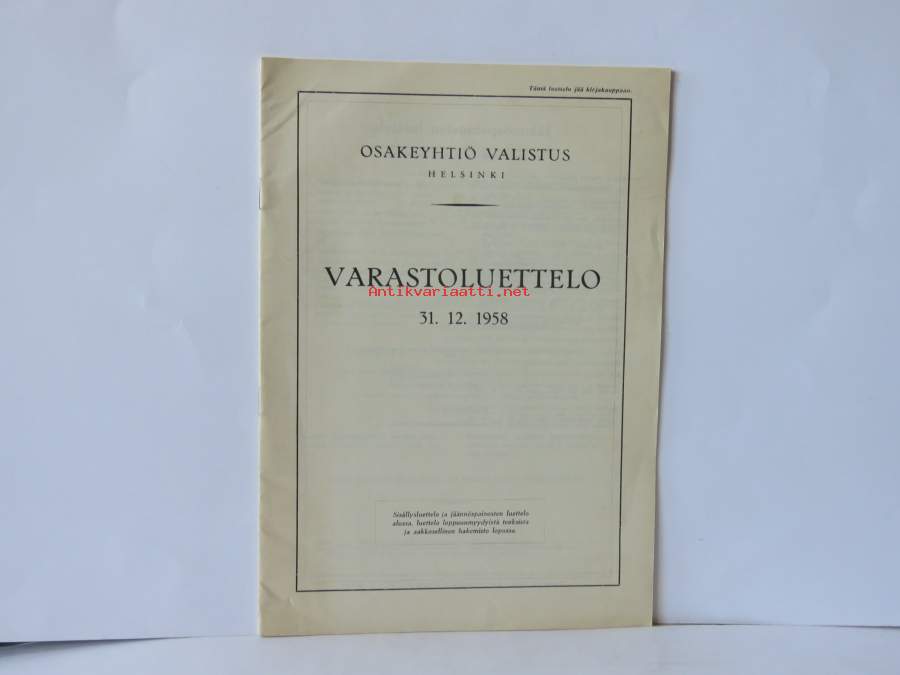 Tämä luettelo jää kirjakauppaan.
OSAKEYHTIÖ VALISTUS
HELSINKI
VARASTOLUETTELO
Antikvariaatti.net
31. 12. 1958
Sisällysluettelo ja jäännöspainosten luettelo
alussa, luettelo loppuunmyydyistä teoksista
ja aakkosellinen hakemisto lopussa.